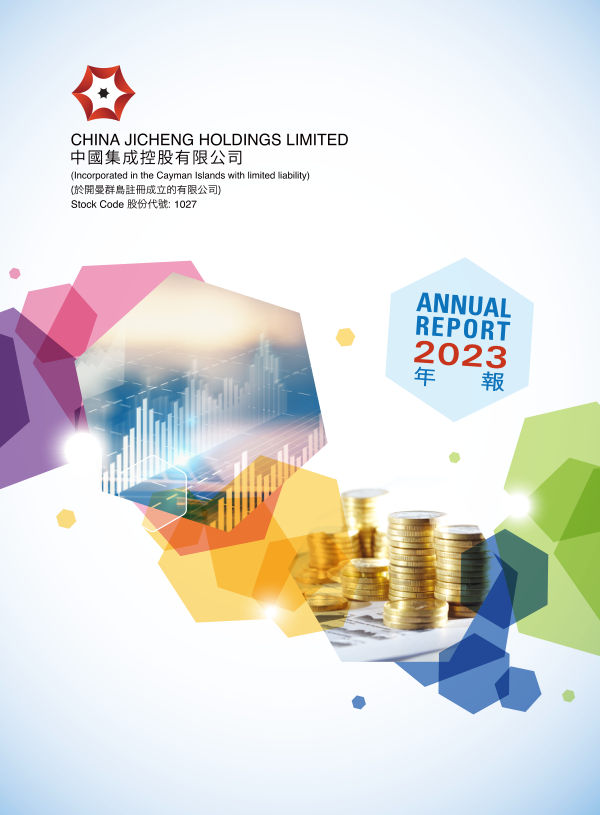 CHINA JICHENG HOLDINGS LIMITED
中國集成控股有限公司
(Incorporated in the Cayman Islands with limited liability)
(於開曼群島註冊成立的有限公司)
Stock Code 股份代號: 1027
ANNUAL
REPORT
2023
年 報